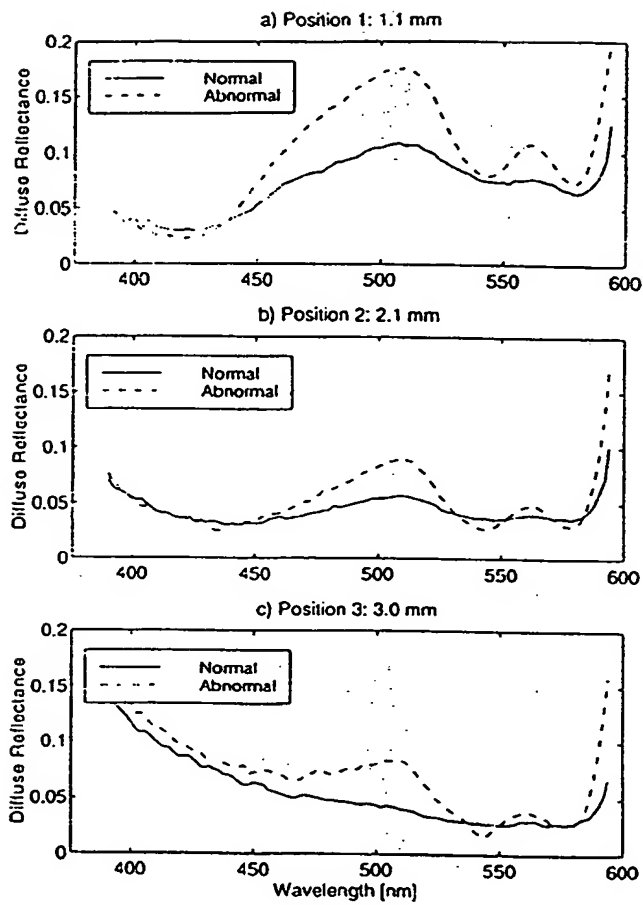 a) Position 1: 1.1 mm
0.2
0.15
0.1
0.05
0
Diffuse Reflectance
Normal
Abnormal
400
450
500
550
600
b) Position 2: 2.1 mm
0.2
0.15
0.1
0.05
0
Diffuse Reflectance
Normal
Abnormal
400
450
500
550
600
c) Position 3: 3.0 mm
0.2
0.15
0.1
0.05
0
Diffuse Reflectance
Normal
Abnormal
400
450
500
550
600
Wavelength [nm]